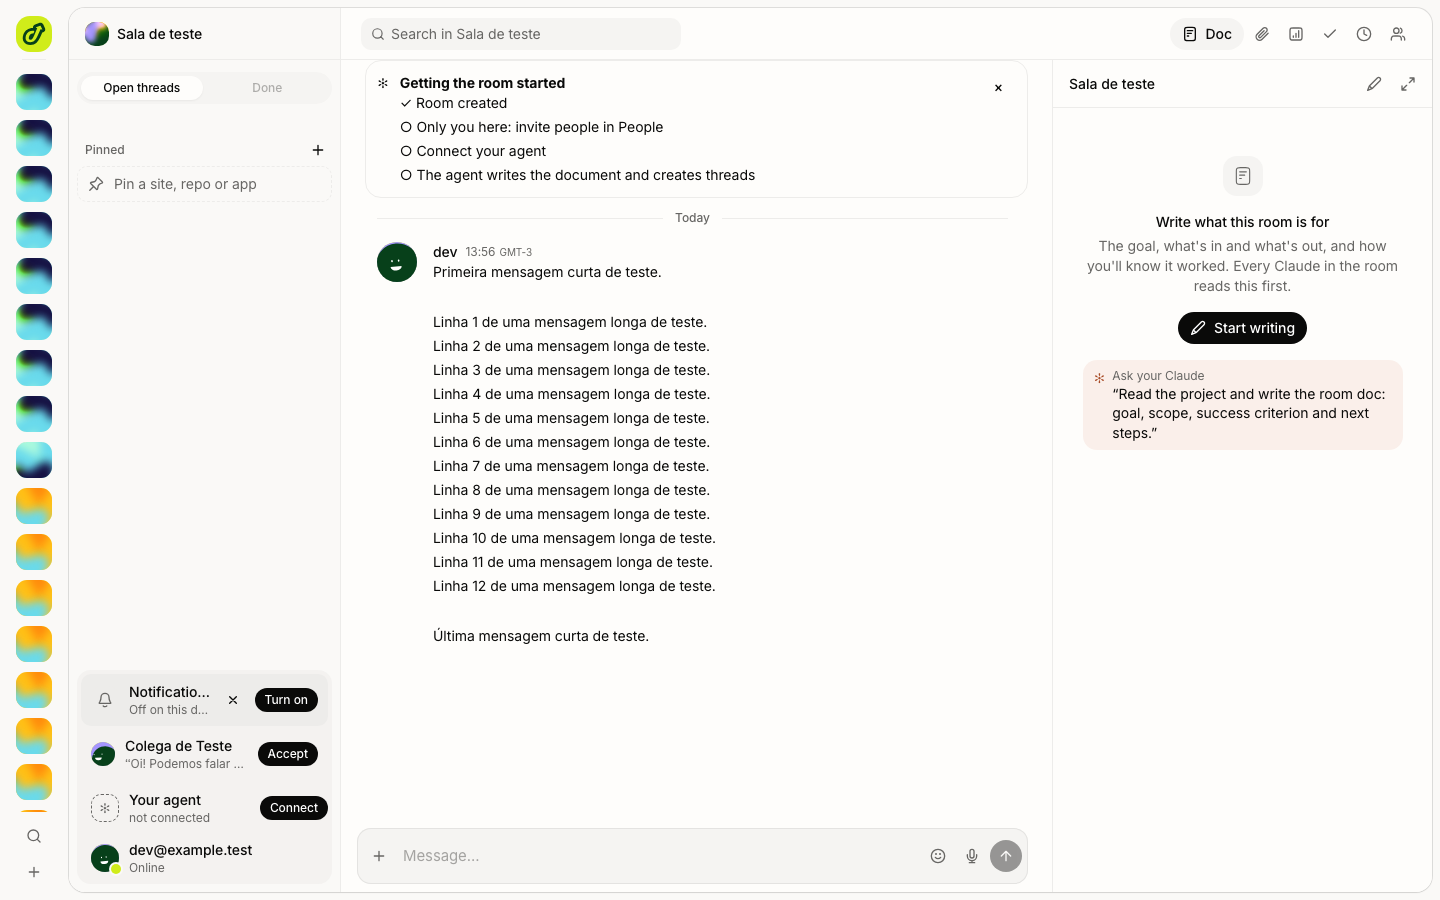 Sala de teste
Search in Sala de teste
Doc
Open threads
Done
Pinned
Pin a site, repo or app
Getting the room started
✓ Room created
○ Only you here: invite people in People
○ Connect your agent
○ The agent writes the document and creates threads
Today
dev 13:56 GMT-3
Primeira mensagem curta de teste.
Linha 1 de uma mensagem longa de teste.
Linha 2 de uma mensagem longa de teste.
Linha 3 de uma mensagem longa de teste.
Linha 4 de uma mensagem longa de teste.
Linha 5 de uma mensagem longa de teste.
Linha 6 de uma mensagem longa de teste.
Linha 7 de uma mensagem longa de teste.
Linha 8 de uma mensagem longa de teste.
Linha 9 de uma mensagem longa de teste.
Linha 10 de uma mensagem longa de teste.
Linha 11 de uma mensagem longa de teste.
Linha 12 de uma mensagem longa de teste.
Última mensagem curta de teste.
Message...
Notificatio...
Off on this d...
Turn on
Colega de Teste
“Oi! Podemos falar ...
Accept
Your agent
not connected
Connect
dev@example.test
Online
Sala de teste
Write what this room is for
The goal, what's in and what's out, and how
you'll know it worked. Every Claude in the room
reads this first.
Start writing
Ask your Claude
“Read the project and write the room doc:
goal, scope, success criterion and next
steps.”